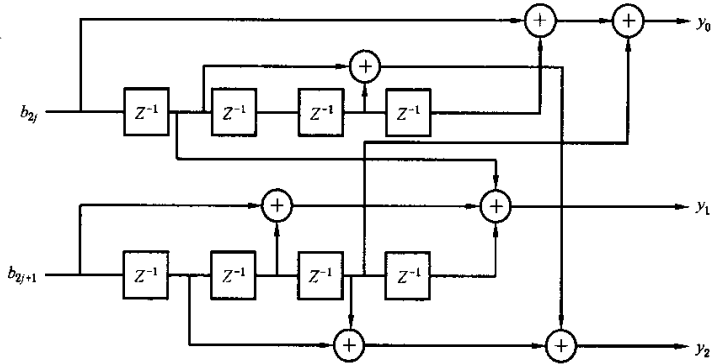 + + y₀
+
b₂ⱼ Z⁻¹ Z⁻¹ Z⁻¹ Z⁻¹
+ + y₁
b₂ⱼ₊₁ Z⁻¹ Z⁻¹ Z⁻¹ Z⁻¹
+ + y₂